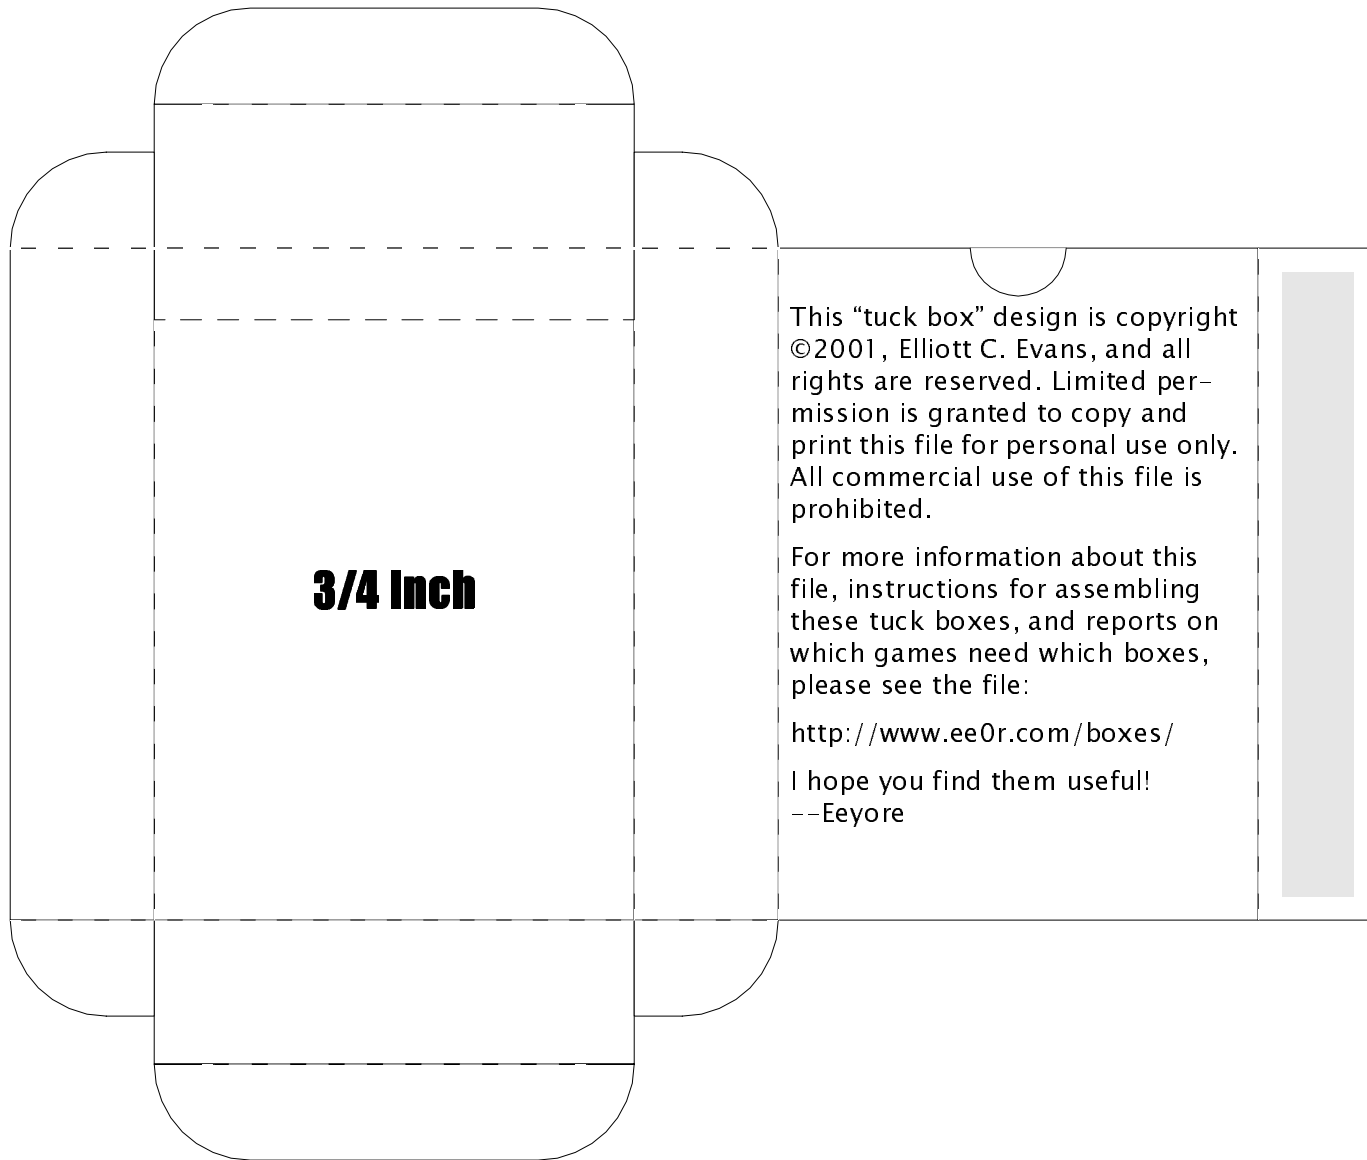 3/4 Inch
This “tuck box” design is copyright
©2001, Elliott C. Evans, and all
rights are reserved. Limited per-
mission is granted to copy and
print this file for personal use only.
All commercial use of this file is
prohibited.
For more information about this
file, instructions for assembling
these tuck boxes, and reports on
which games need which boxes,
please see the file:
http://www.ee0r.com/boxes/
I hope you find them useful!
--Eeyore